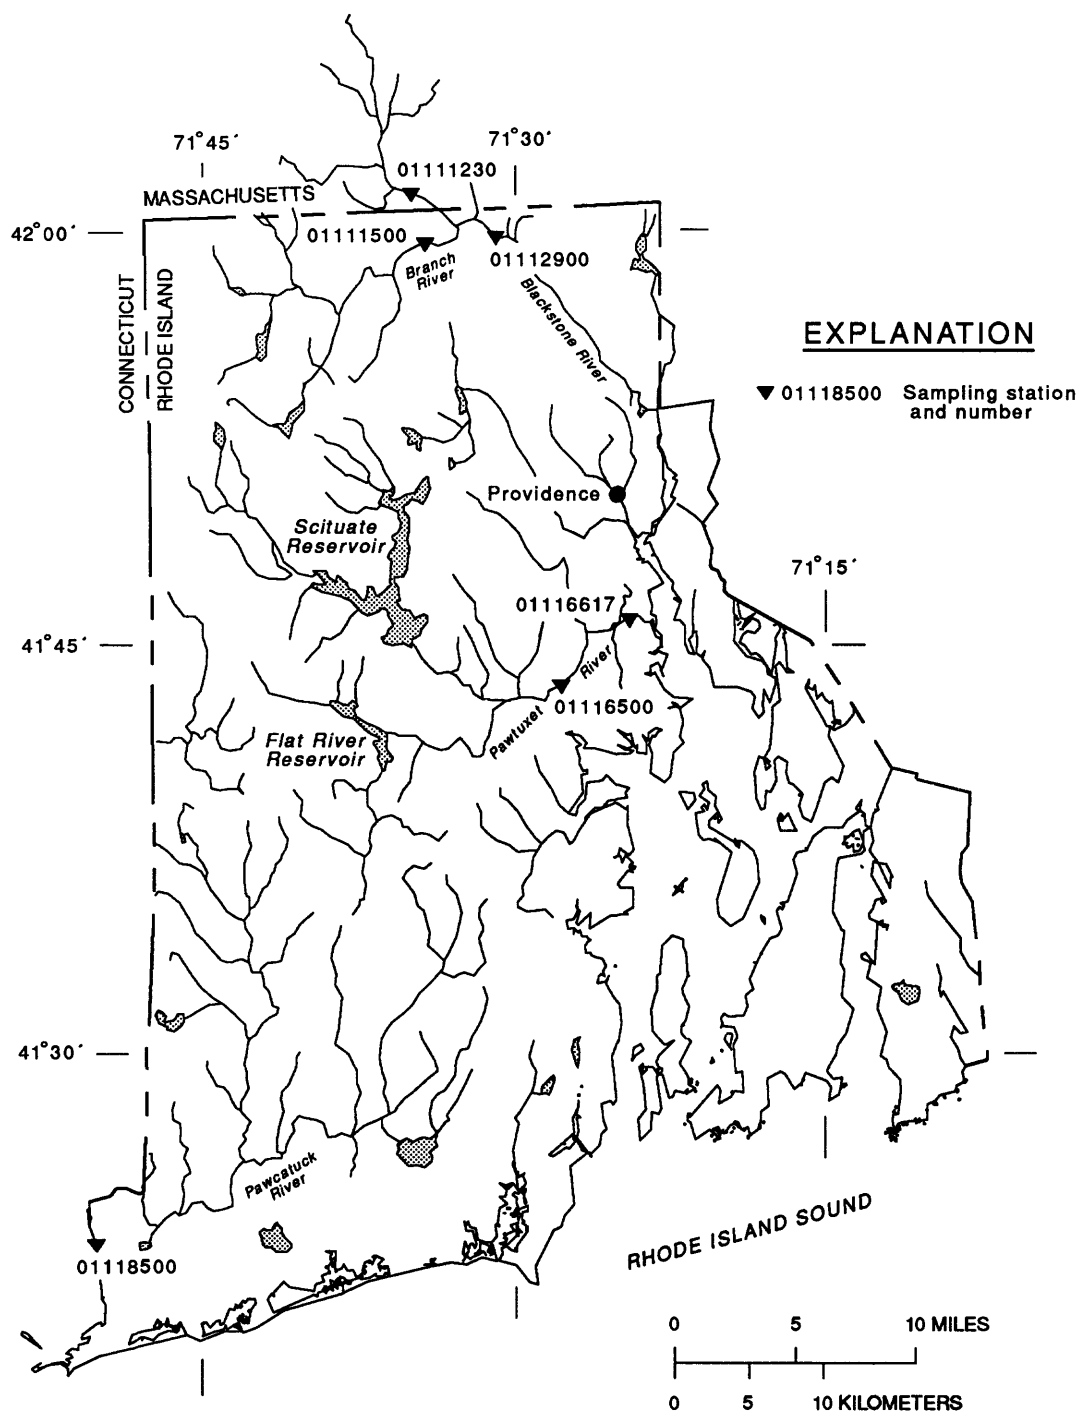 71°45′
71°30′
01111230
MASSACHUSETTS
42°00′
01111500
01112900
Branch
River
CONNECTICUT
RHODE ISLAND
Blackstone River
EXPLANATION
01118500 Sampling station
and number
Providence
Scituate
Reservoir
71°15′
01116617
41°45′
River
01116500
Pawtuxet
Flat River
Reservoir
41°30′
Pawcatuck
River
RHODE ISLAND SOUND
01118500
0 5 10 MILES
0 5 10 KILOMETERS